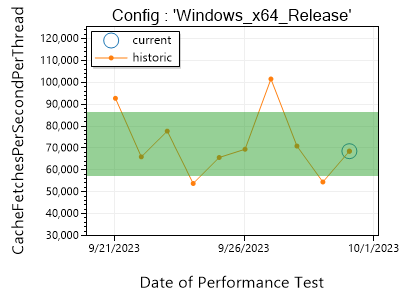 Config : 'Windows_x64_Release'
CacheFetchesPerSecondPerThread
120,000
110,000
100,000
90,000
80,000
70,000
60,000
50,000
40,000
30,000
current
historic
9/21/2023
9/26/2023
10/1/2023
Date of Performance Test